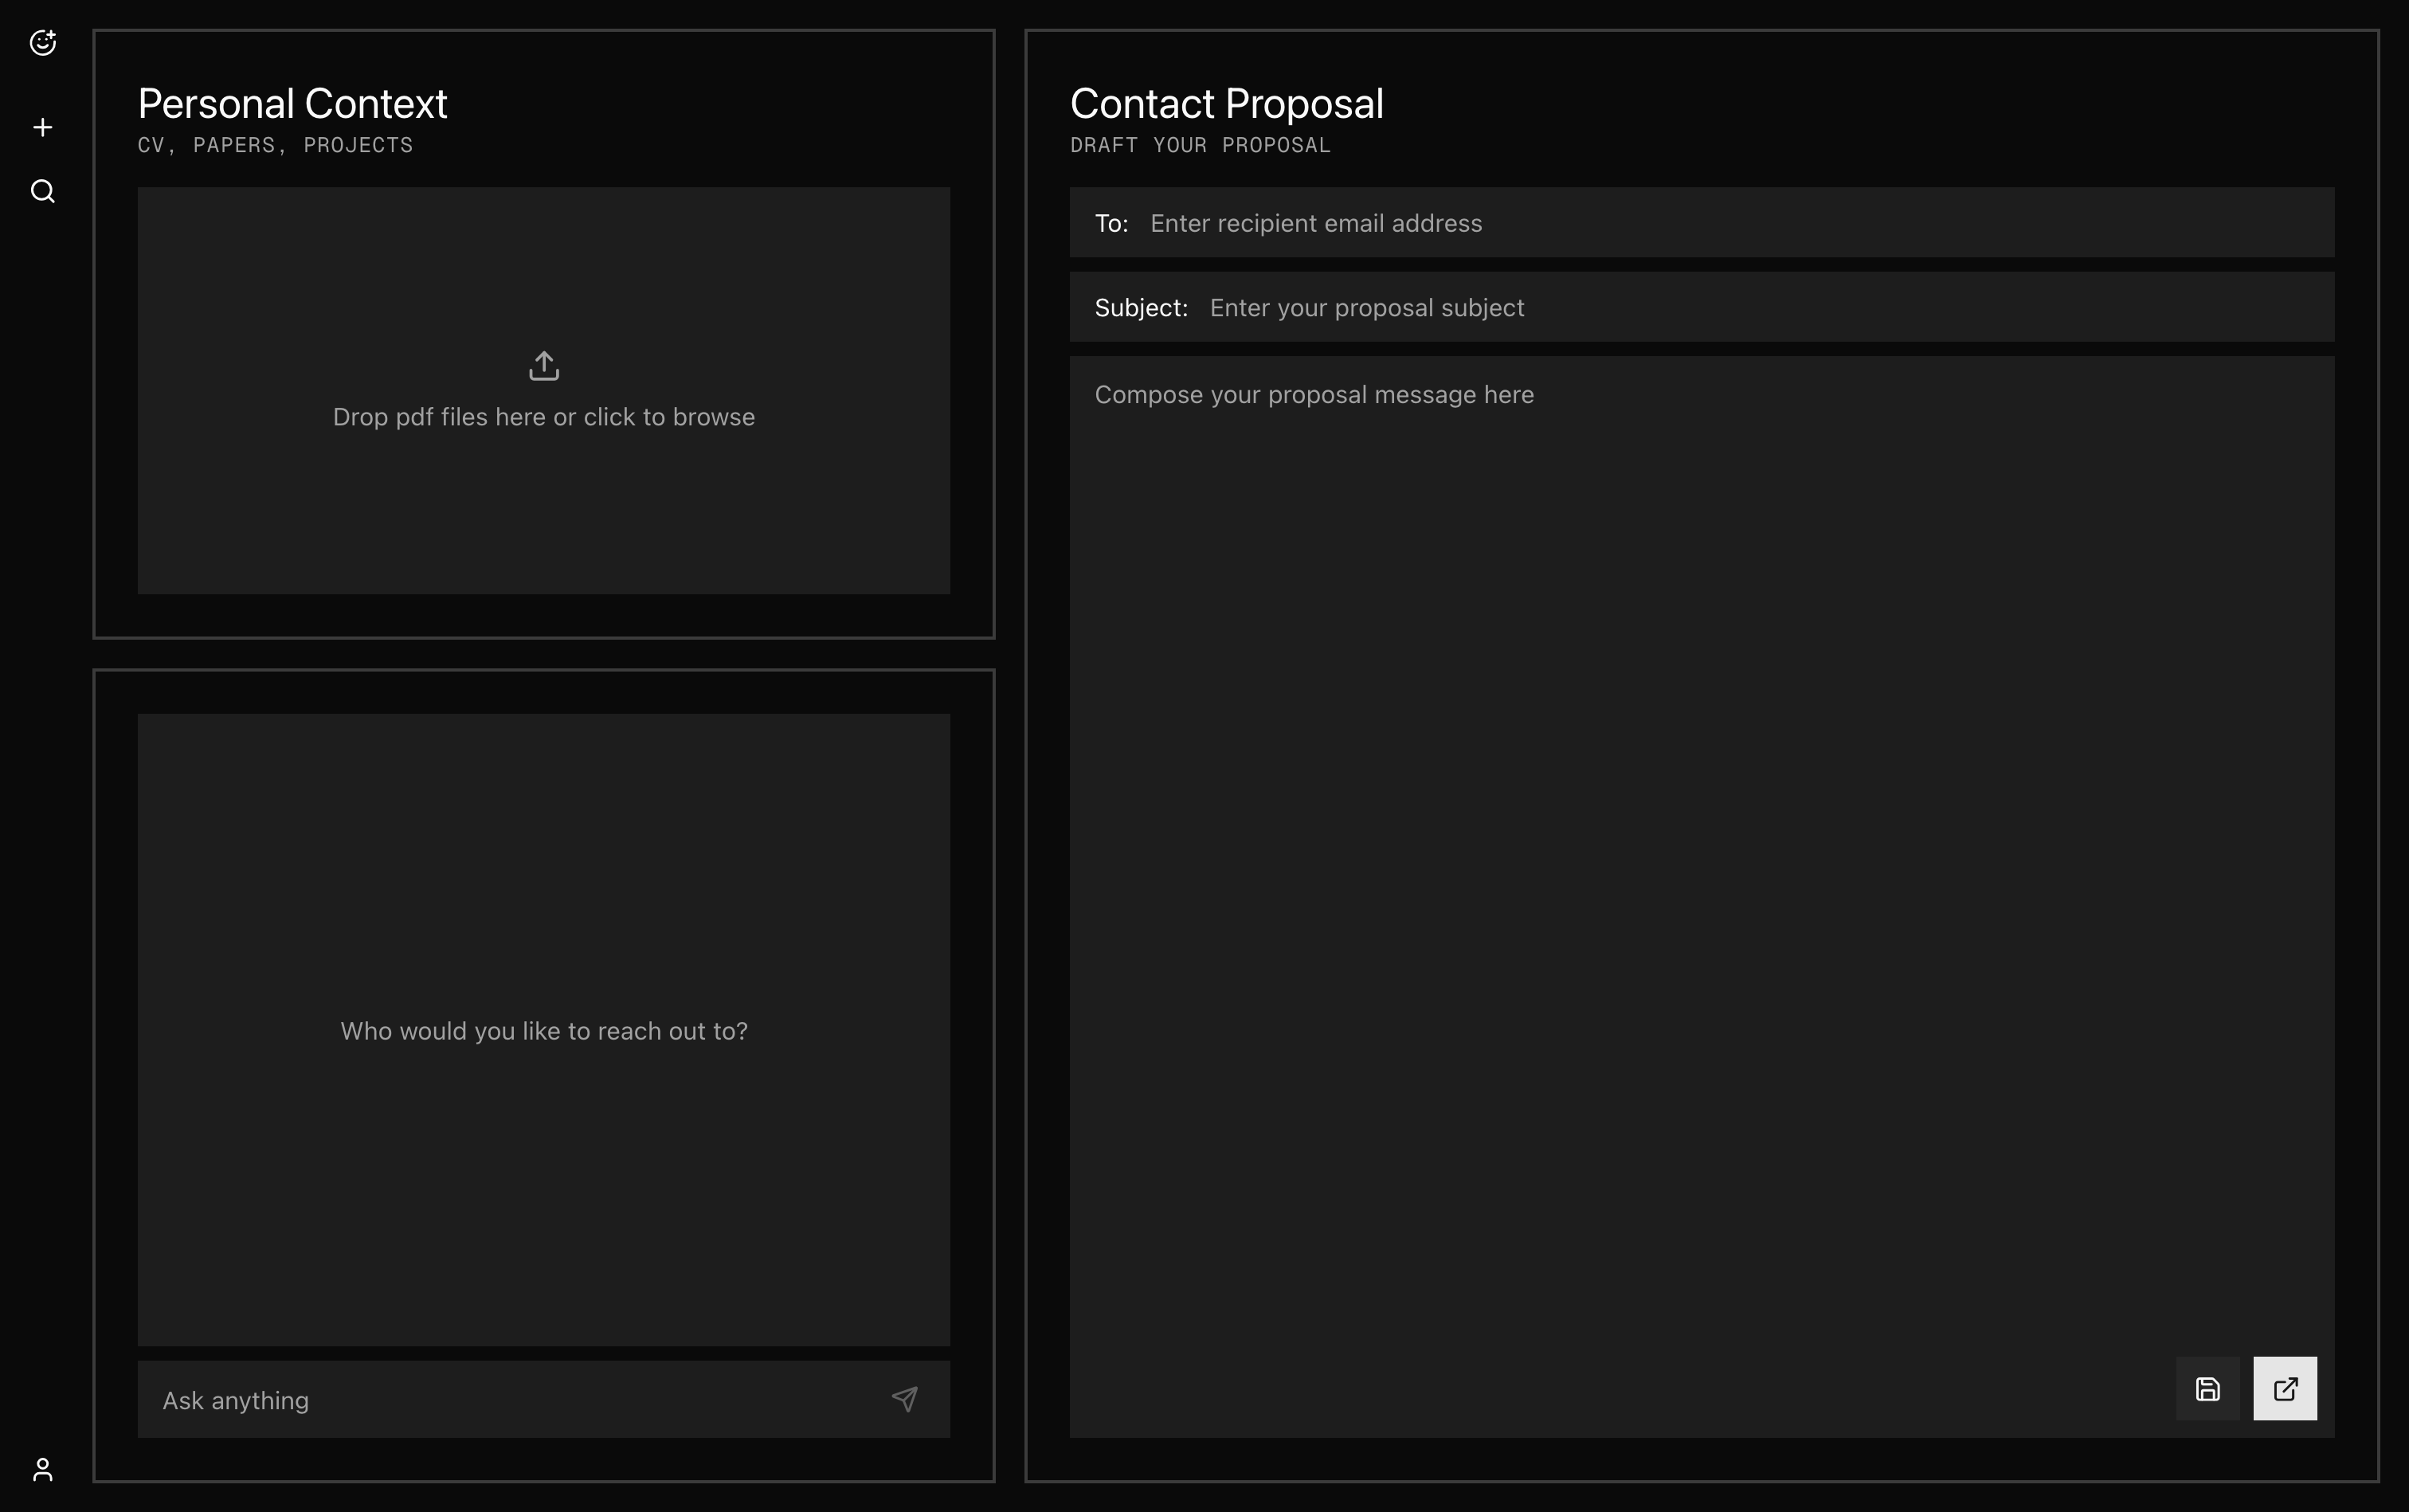 Personal Context
CV, PAPERS, PROJECTS
Drop pdf files here or click to browse
Who would you like to reach out to?
Ask anything
Contact Proposal
DRAFT YOUR PROPOSAL
To: Enter recipient email address
Subject: Enter your proposal subject
Compose your proposal message here